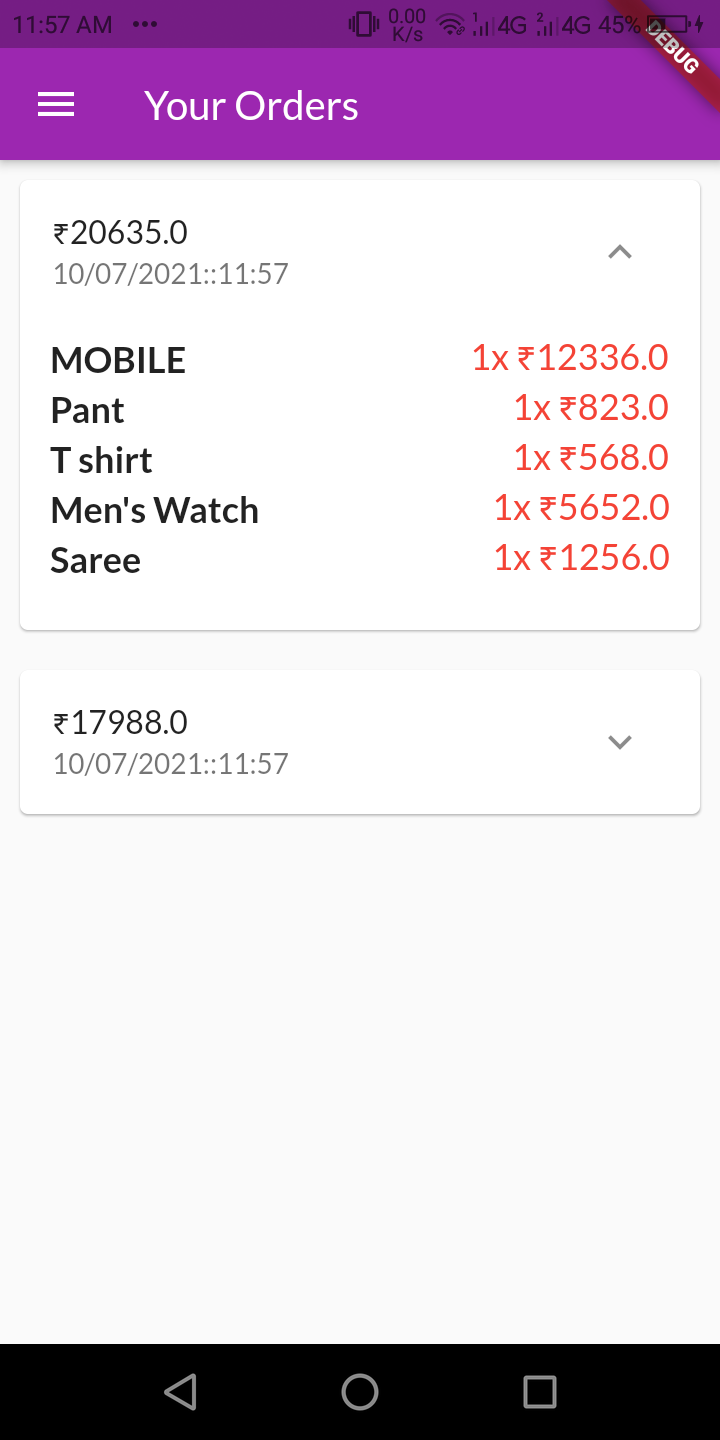 11:57 AM ... 0.00 K/s 1 4G 2 4G 45%
DEBUG
Your Orders
₹20635.0
10/07/2021::11:57
MOBILE 1x ₹12336.0
Pant 1x ₹823.0
T shirt 1x ₹568.0
Men's Watch 1x ₹5652.0
Saree 1x ₹1256.0
₹17988.0
10/07/2021::11:57